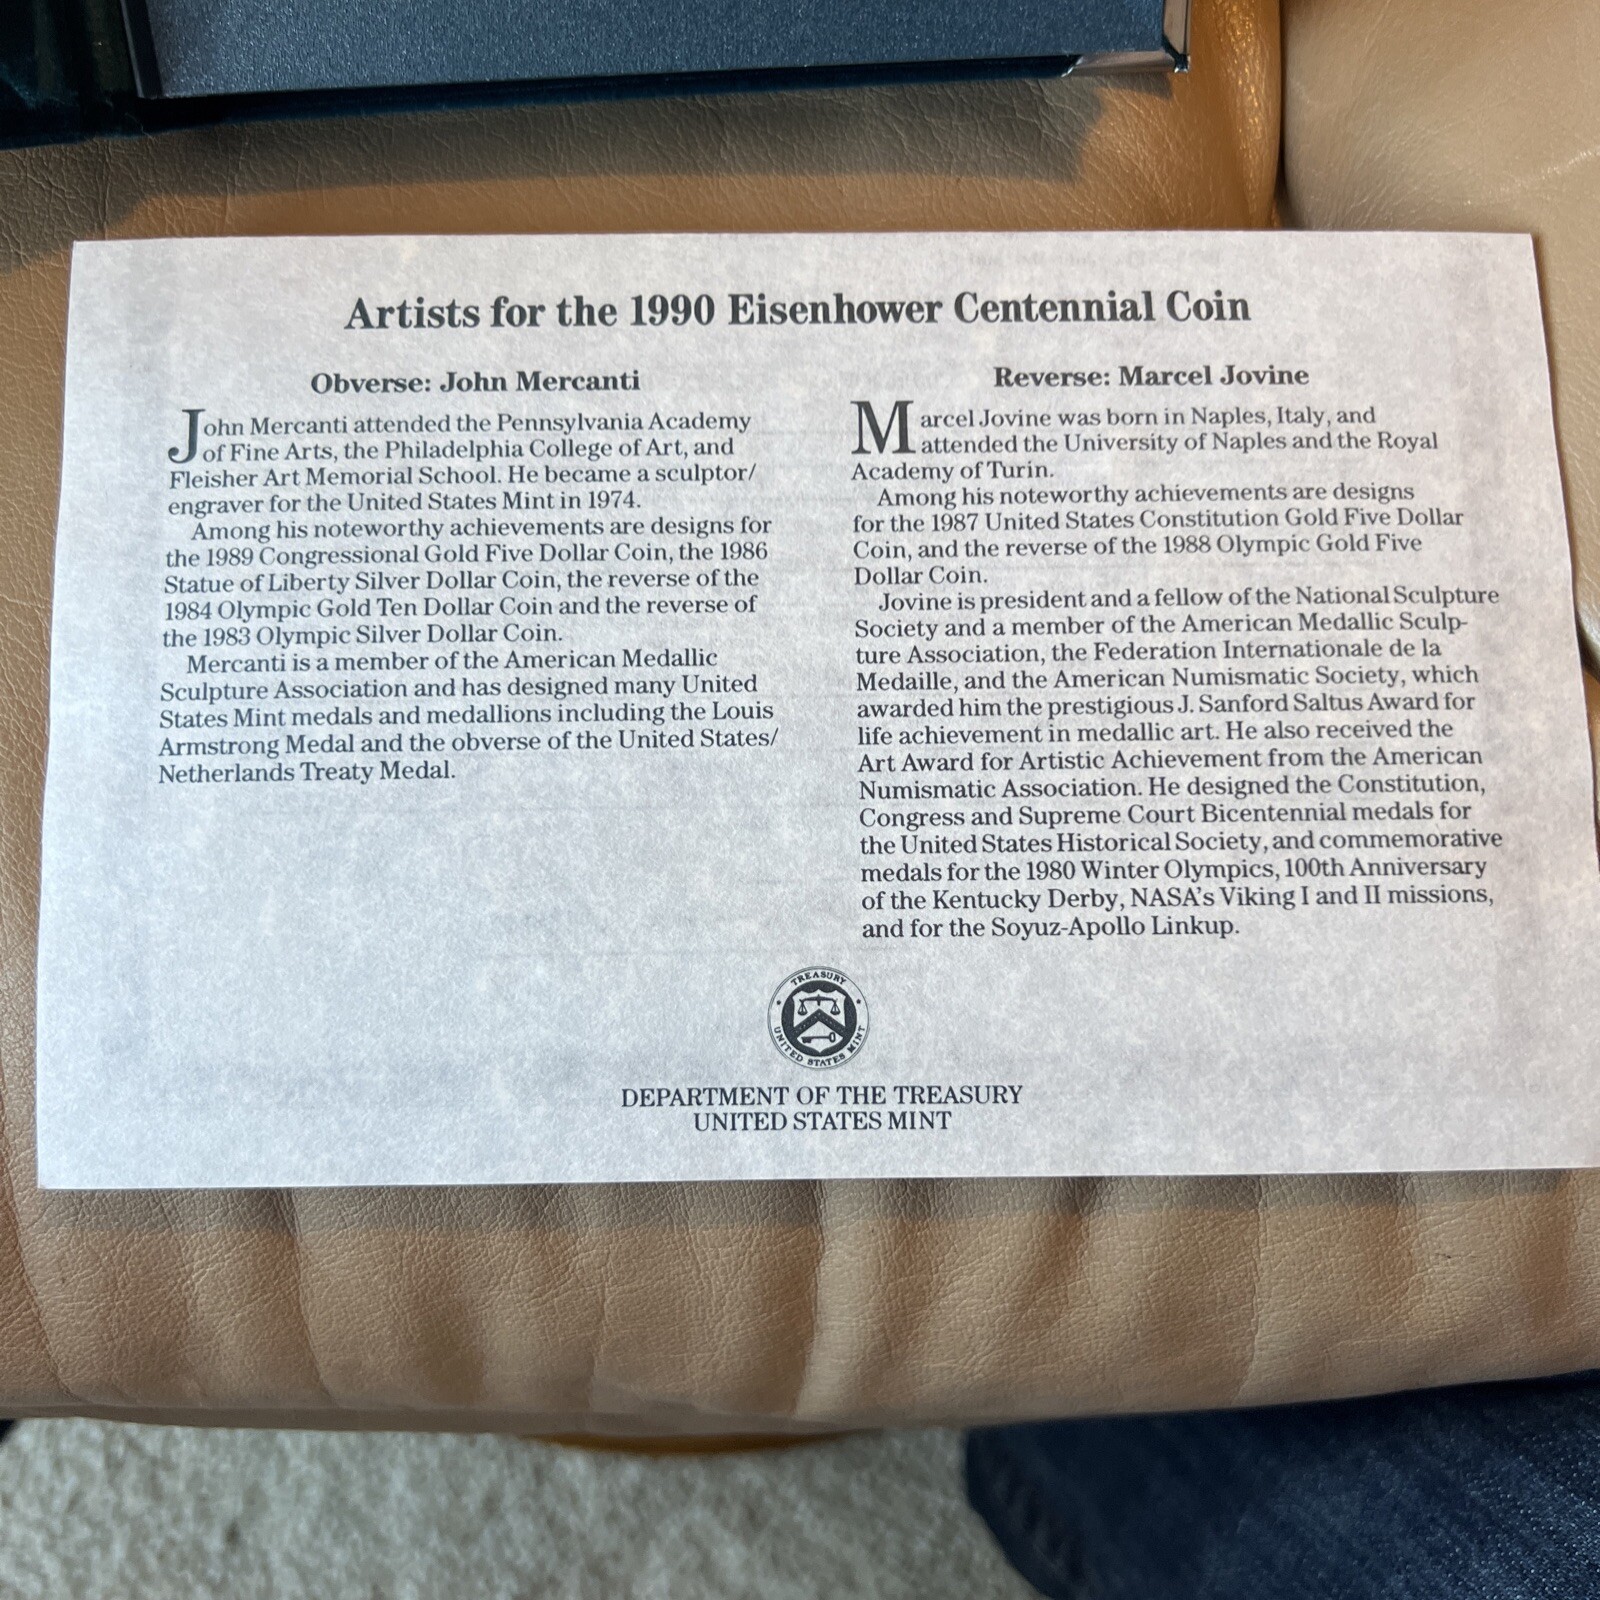 Artists for the 1990 Eisenhower Centennial Coin
Obverse: John Mercanti
John Mercanti attended the Pennsylvania Academy
of Fine Arts, the Philadelphia College of Art, and
Fleisher Art Memorial School. He became a sculptor/
engraver for the United States Mint in 1974.
Among his noteworthy achievements are designs for
the 1989 Congressional Gold Five Dollar Coin, the 1986
Statue of Liberty Silver Dollar Coin, the reverse of the
1984 Olympic Gold Ten Dollar Coin and the reverse of
the 1983 Olympic Silver Dollar Coin.
Mercanti is a member of the American Medallic
Sculpture Association and has designed many United
States Mint medals and medallions including the Louis
Armstrong Medal and the obverse of the United States/
Netherlands Treaty Medal.
Reverse: Marcel Jovine
Marcel Jovine was born in Naples, Italy, and
attended the University of Naples and the Royal
Academy of Turin.
Among his noteworthy achievements are designs
for the 1987 United States Constitution Gold Five Dollar
Coin, and the reverse of the 1988 Olympic Gold Five
Dollar Coin.
Jovine is president and a fellow of the National Sculpture
Society and a member of the American Medallic Sculp-
ture Association, the Federation Internationale de la
Medaille, and the American Numismatic Society, which
awarded him the prestigious J. Sanford Saltus Award for
life achievement in medallic art. He also received the
Art Award for Artistic Achievement from the American
Numismatic Association. He designed the Constitution,
Congress and Supreme Court Bicentennial medals for
the United States Historical Society, and commemorative
medals for the 1980 Winter Olympics, 100th Anniversary
of the Kentucky Derby, NASA's Viking I and II missions,
and for the Soyuz-Apollo Linkup.
TREASURY
UNITED STATES MINT
DEPARTMENT OF THE TREASURY
UNITED STATES MINT